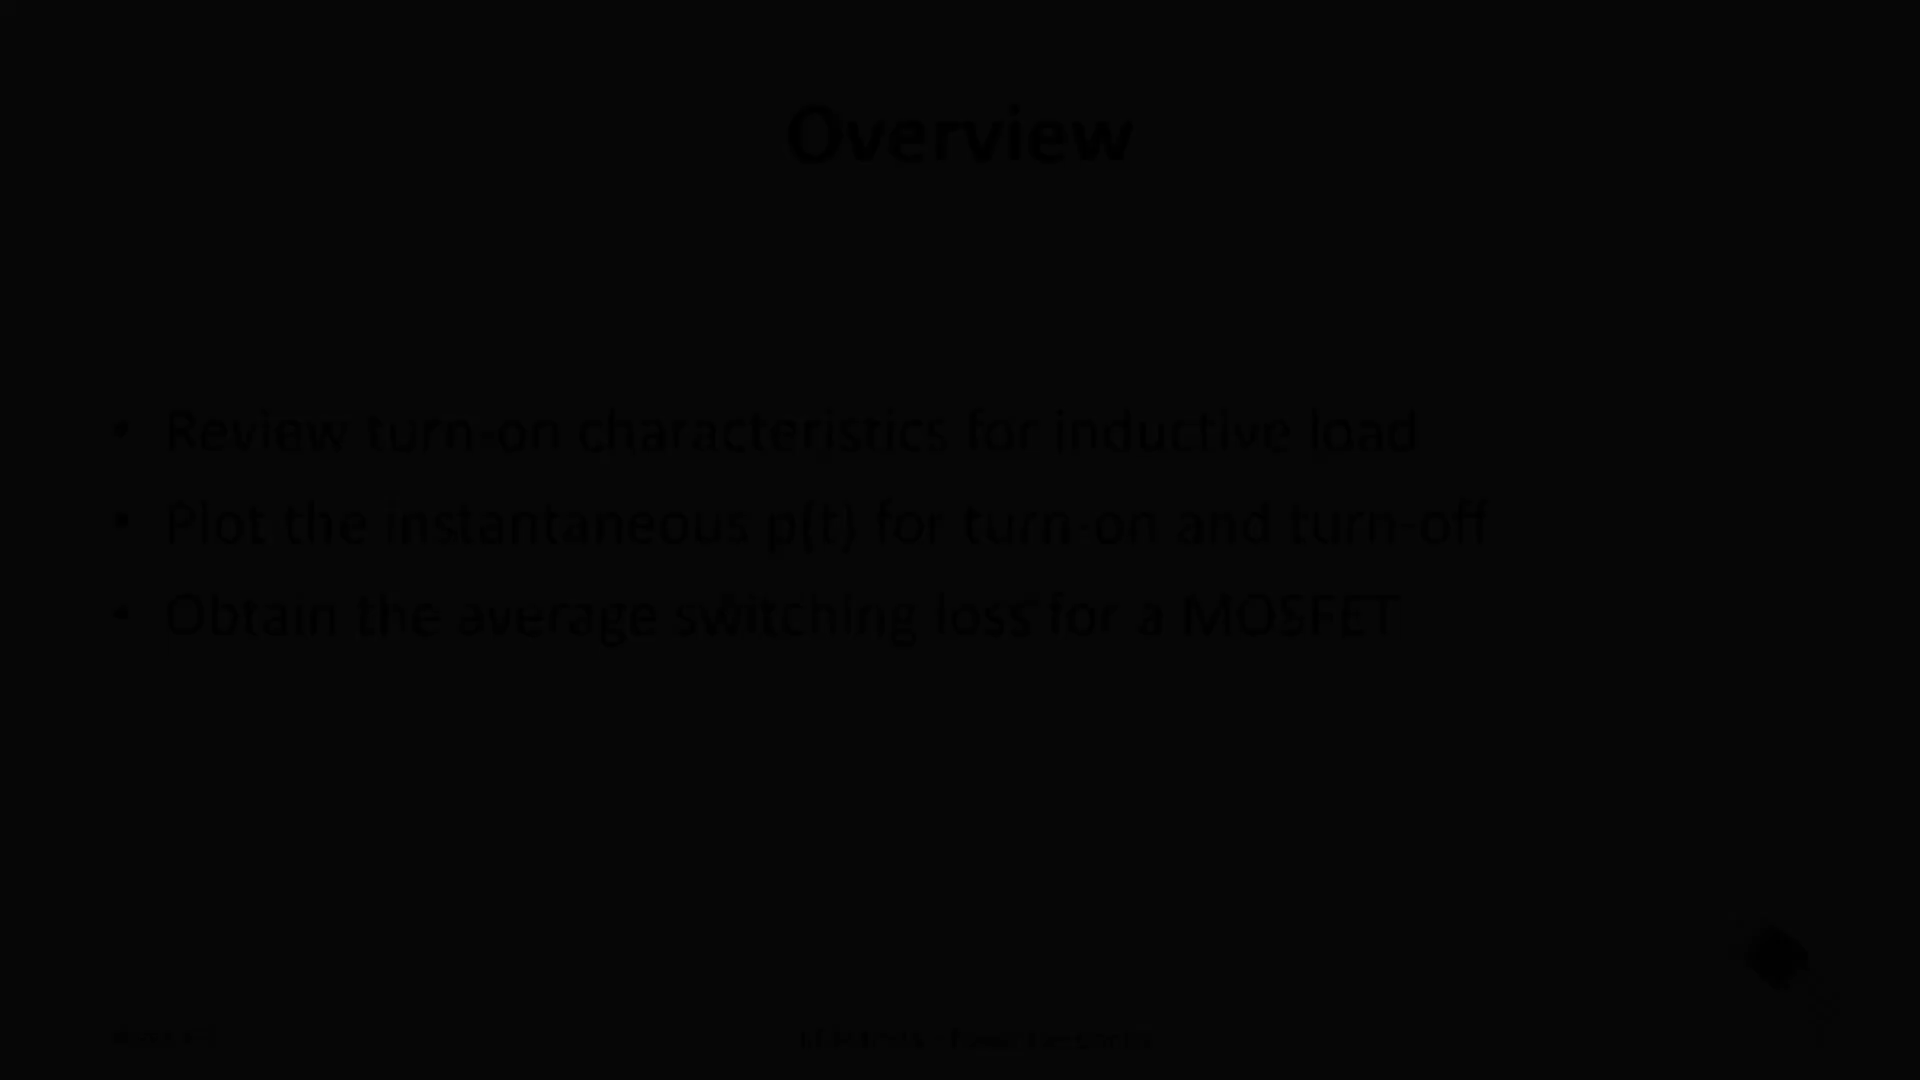 Overview
• Review turn-on characteristics for inductive load
• Plot the instantaneous p(t) for turn-on and turn-off
• Obtain the average switching loss for a MOSFET